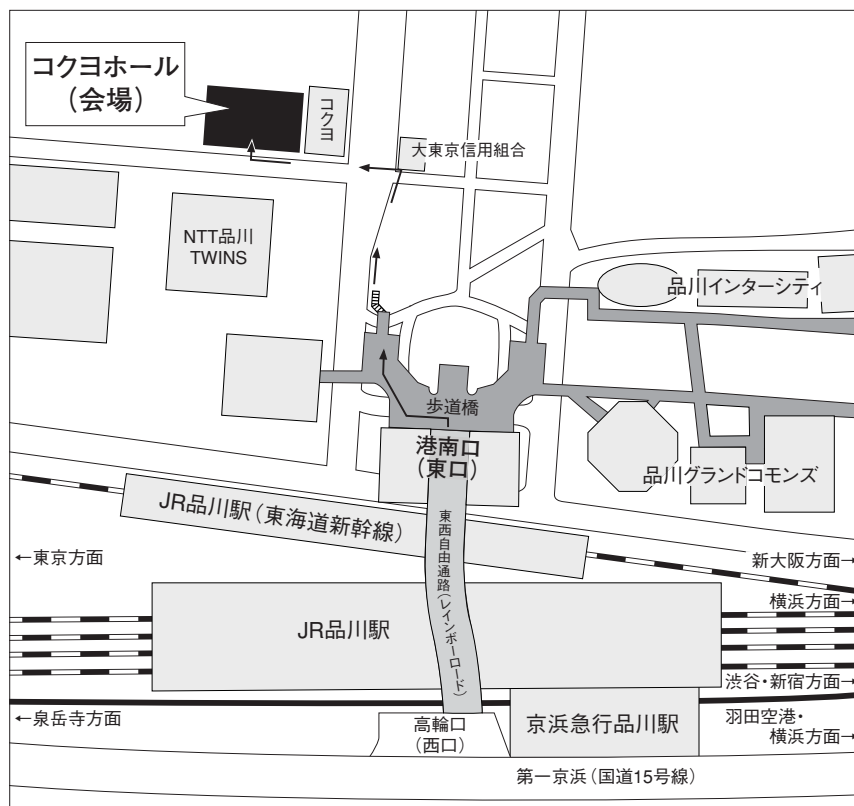 コクヨホール
（会場）
コクヨ
大東京信用組合
NTT品川
TWINS
品川インターシティ
歩道橋
港南口
（東口）
品川グランドコモンズ
JR品川駅（東海道新幹線）
東西自由通路（レインボーロード）
←東京方面
新大阪方面→
横浜方面→
JR品川駅
渋谷・新宿方面→
←泉岳寺方面
高輪口
（西口）
京浜急行品川駅
羽田空港・
横浜方面→
第一京浜（国道15号線）